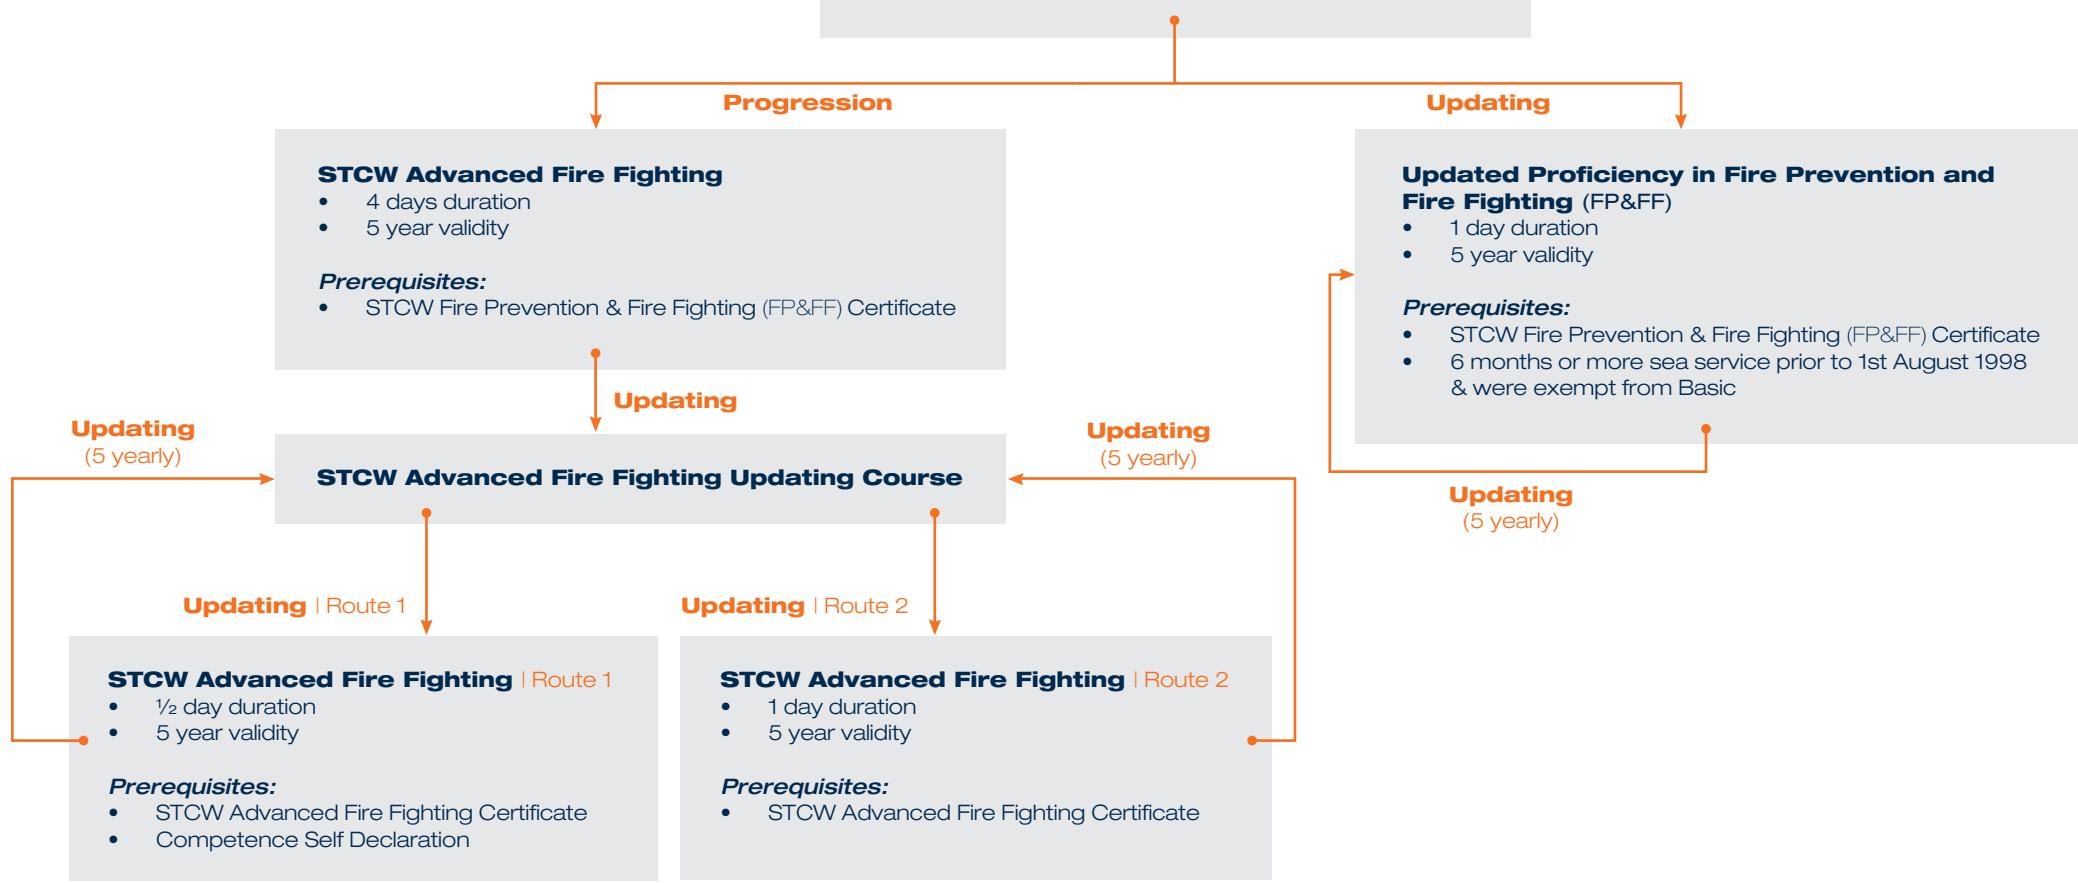 Progression
Updating
STCW Advanced Fire Fighting
• 4 days duration
• 5 year validity
Prerequisites:
• STCW Fire Prevention & Fire Fighting (FP&FF) Certificate
Updated Proficiency in Fire Prevention and
Fire Fighting (FP&FF)
• 1 day duration
• 5 year validity
Prerequisites:
• STCW Fire Prevention & Fire Fighting (FP&FF) Certificate
• 6 months or more sea service prior to 1st August 1998
& were exempt from Basic
Updating
Updating
(5 yearly)
STCW Advanced Fire Fighting Updating Course
Updating
(5 yearly)
Updating
(5 yearly)
Updating | Route 1
Updating | Route 2
STCW Advanced Fire Fighting | Route 1
• ½ day duration
• 5 year validity
Prerequisites:
• STCW Advanced Fire Fighting Certificate
• Competence Self Declaration
STCW Advanced Fire Fighting | Route 2
• 1 day duration
• 5 year validity
Prerequisites:
• STCW Advanced Fire Fighting Certificate